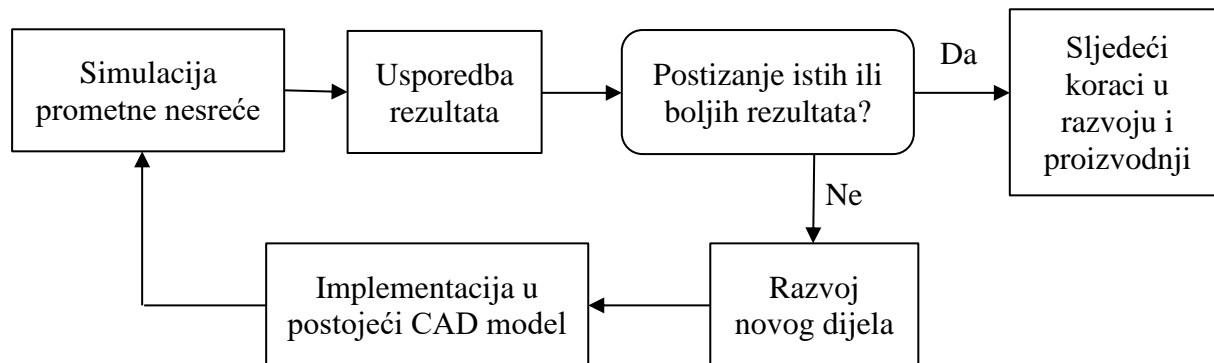 Simulacija
prometne nesreće
Usporedba
rezultata
Postizanje istih ili
boljih rezultata?
Da
Sljedeći
koraci u
razvoju i
proizvodnji
Ne
Razvoj
novog dijela
Implementacija u
postojeći CAD model